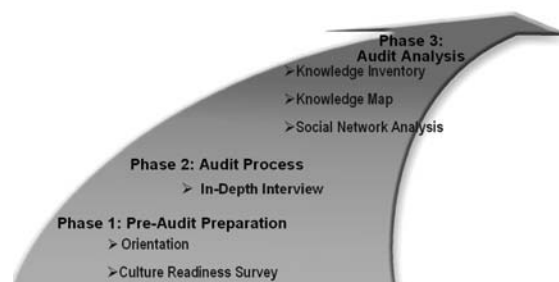 Phase 3:
Audit Analysis
➢Knowledge Inventory
➢Knowledge Map
➢Social Network Analysis
Phase 2: Audit Process
➢ In-Depth Interview
Phase 1: Pre-Audit Preparation
➢Orientation
➢Culture Readiness Survey